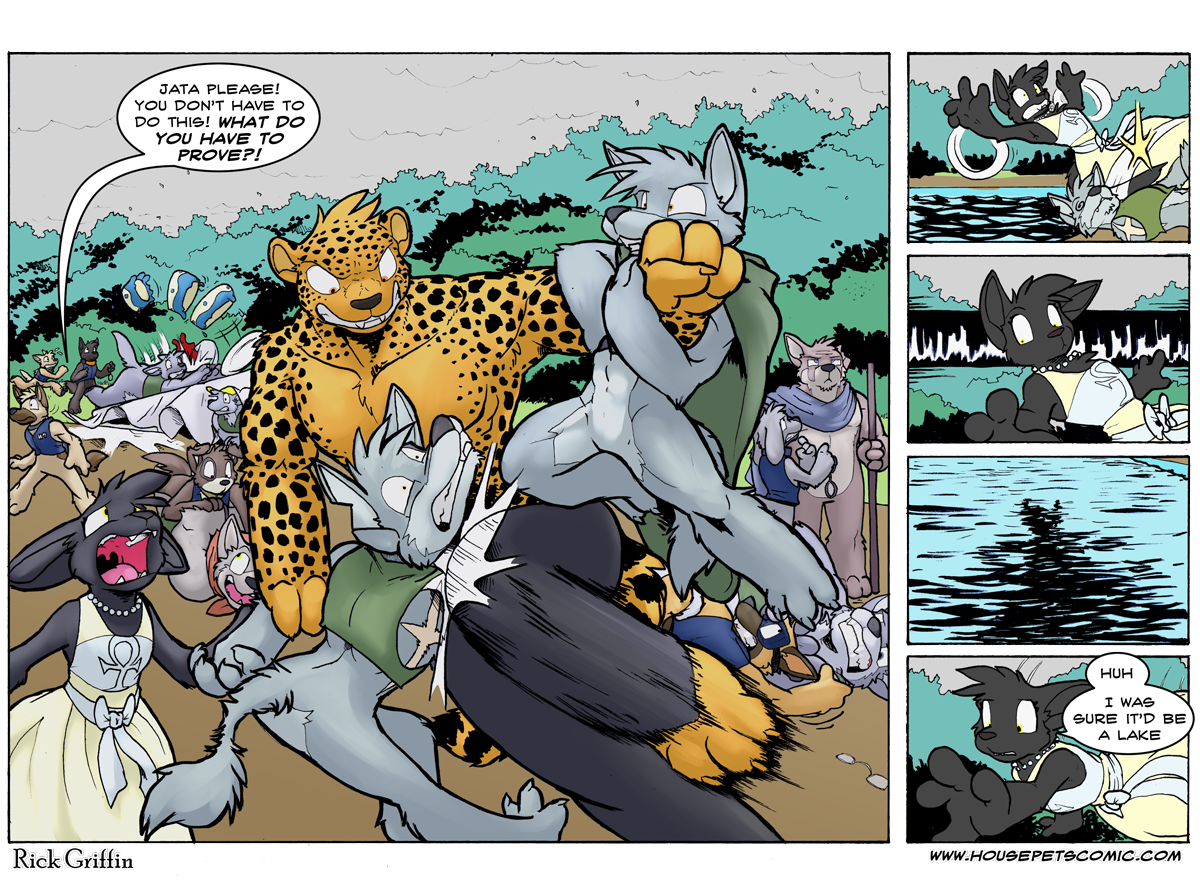 JATA PLEASE!
YOU DON'T HAVE TO
DO THIS! WHAT DO
YOU HAVE TO
PROVE?!
HUH
I WAS
SURE IT'D BE
A LAKE
Rick Griffin
WWW.HOUSEPETSCOMIC.COM